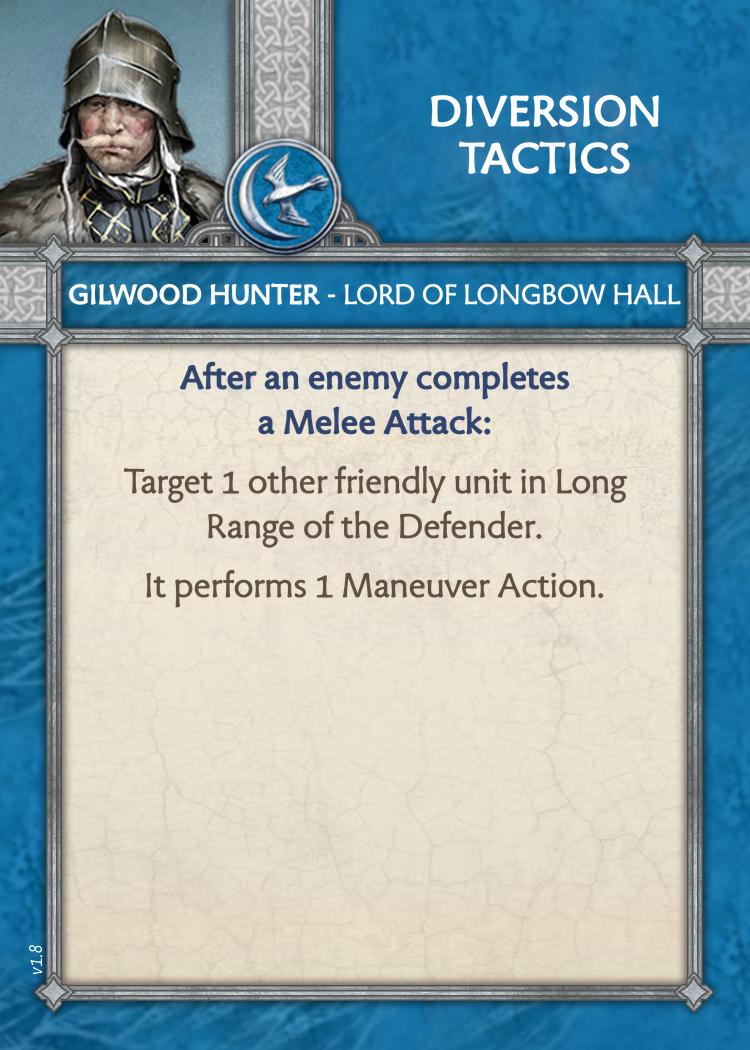 DIVERSION
TACTICS
GILWOOD HUNTER - LORD OF LONGBOW HALL
After an enemy completes
a Melee Attack:
Target 1 other friendly unit in Long
Range of the Defender.
It performs 1 Maneuver Action.
v1.8